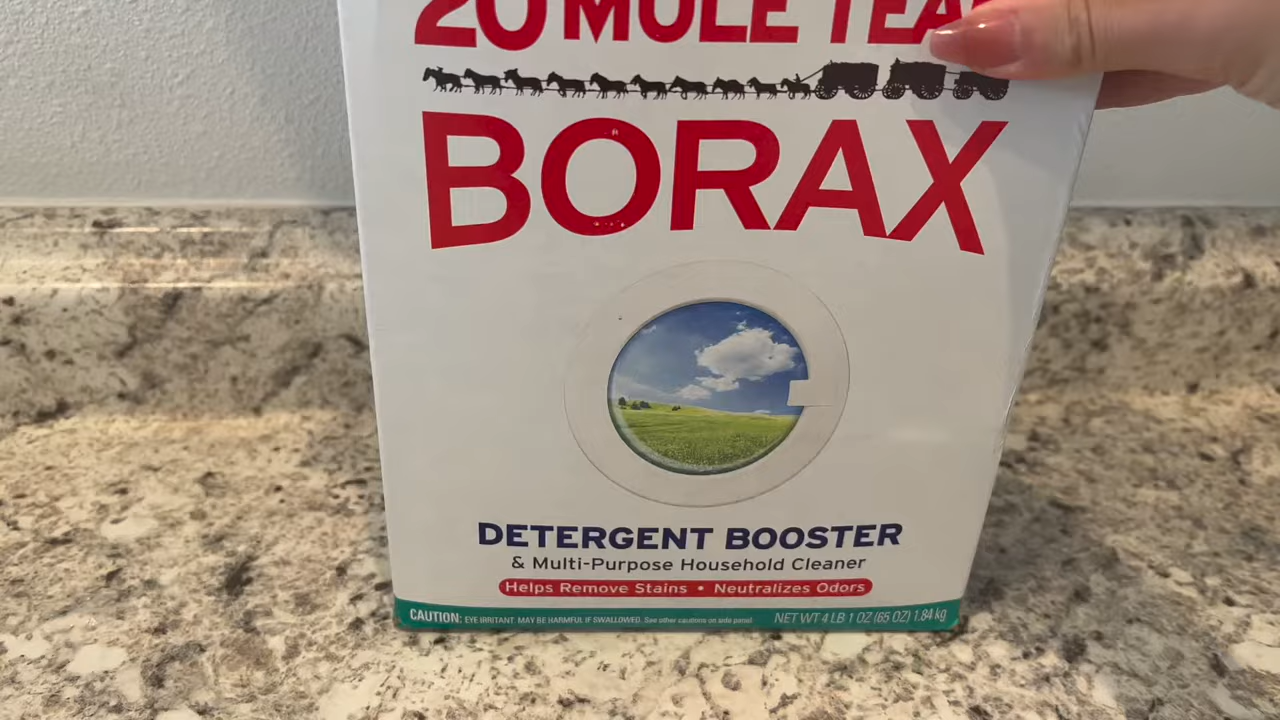 20 MULE TEA
BORAX
DETERGENT BOOSTER
& Multi-Purpose Household Cleaner
Helps Remove Stains • Neutralizes Odors
CAUTION: EYE IRRITANT. MAY BE HARMFUL IF SWALLOWED. See other cautions on side panel. NET WT 4 LB 1 OZ (65 OZ) 1.84 kg